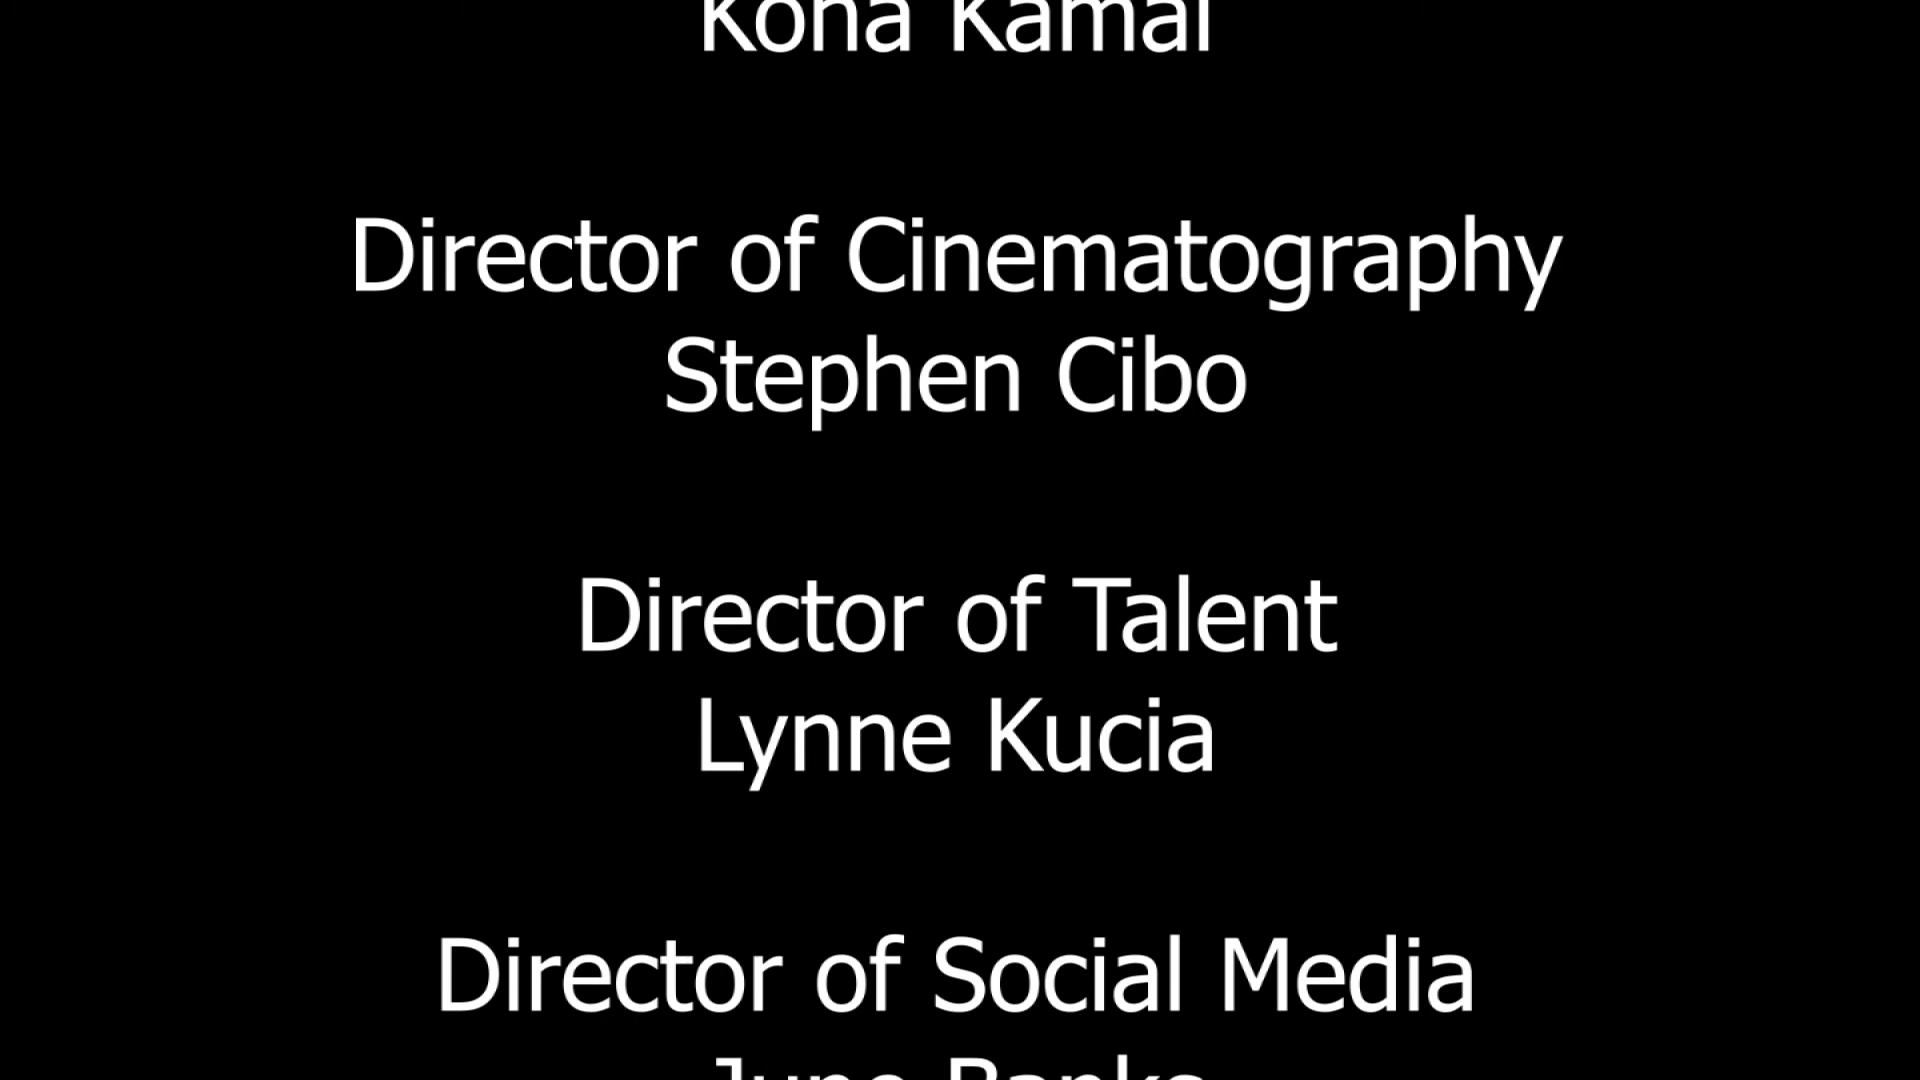 Kona Kamal
Director of Cinematography
Stephen Cibo
Director of Talent
Lynne Kucia
Director of Social Media